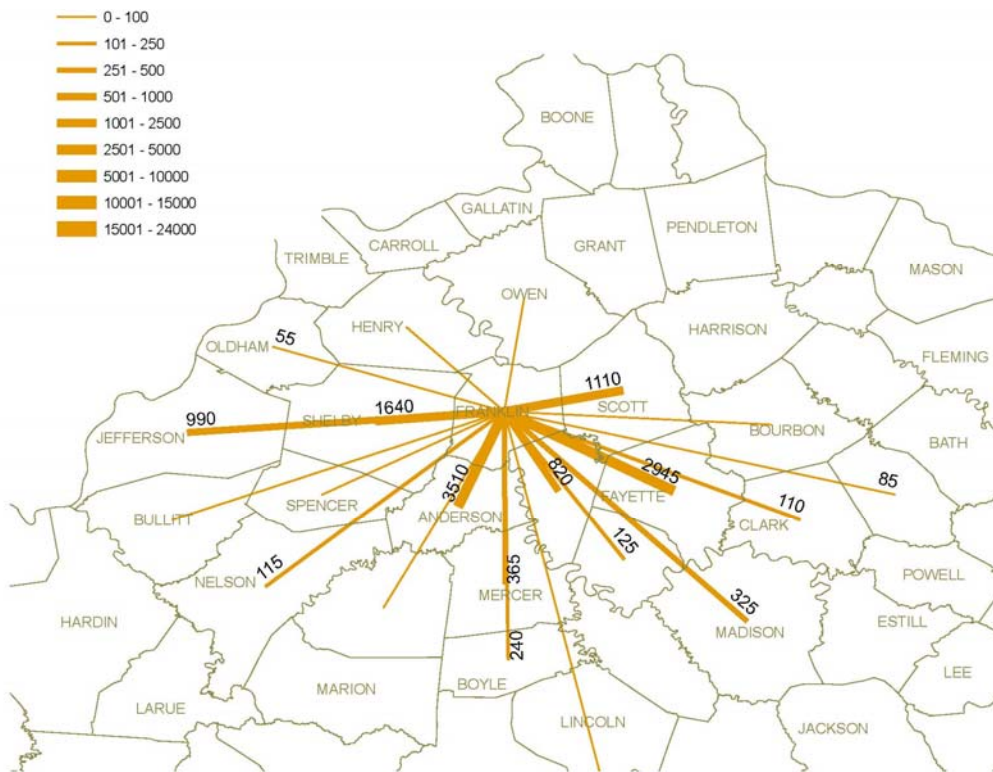 0 - 100
101 - 250
251 - 500
501 - 1000
1001 - 2500
2501 - 5000
5001 - 10000
10001 - 15000
15001 - 24000
BOONE
GALLATIN
PENDLETON
CARROLL
GRANT
TRIMBLE
MASON
OWEN
HENRY
HARRISON
55
OLDHAM
FLEMING
1110
990
1640
SHELBY
FRANKLIN
SCOTT
JEFFERSON
BOURBON
BATH
3510
820
2945
85
SPENCER
FAYETTE
110
BULLITT
ANDERSON
CLARK
125
115
365
NELSON
POWELL
MERCER
325
HARDIN
MADISON
ESTILL
240
LEE
MARION
BOYLE
LARUE
LINCOLN
JACKSON